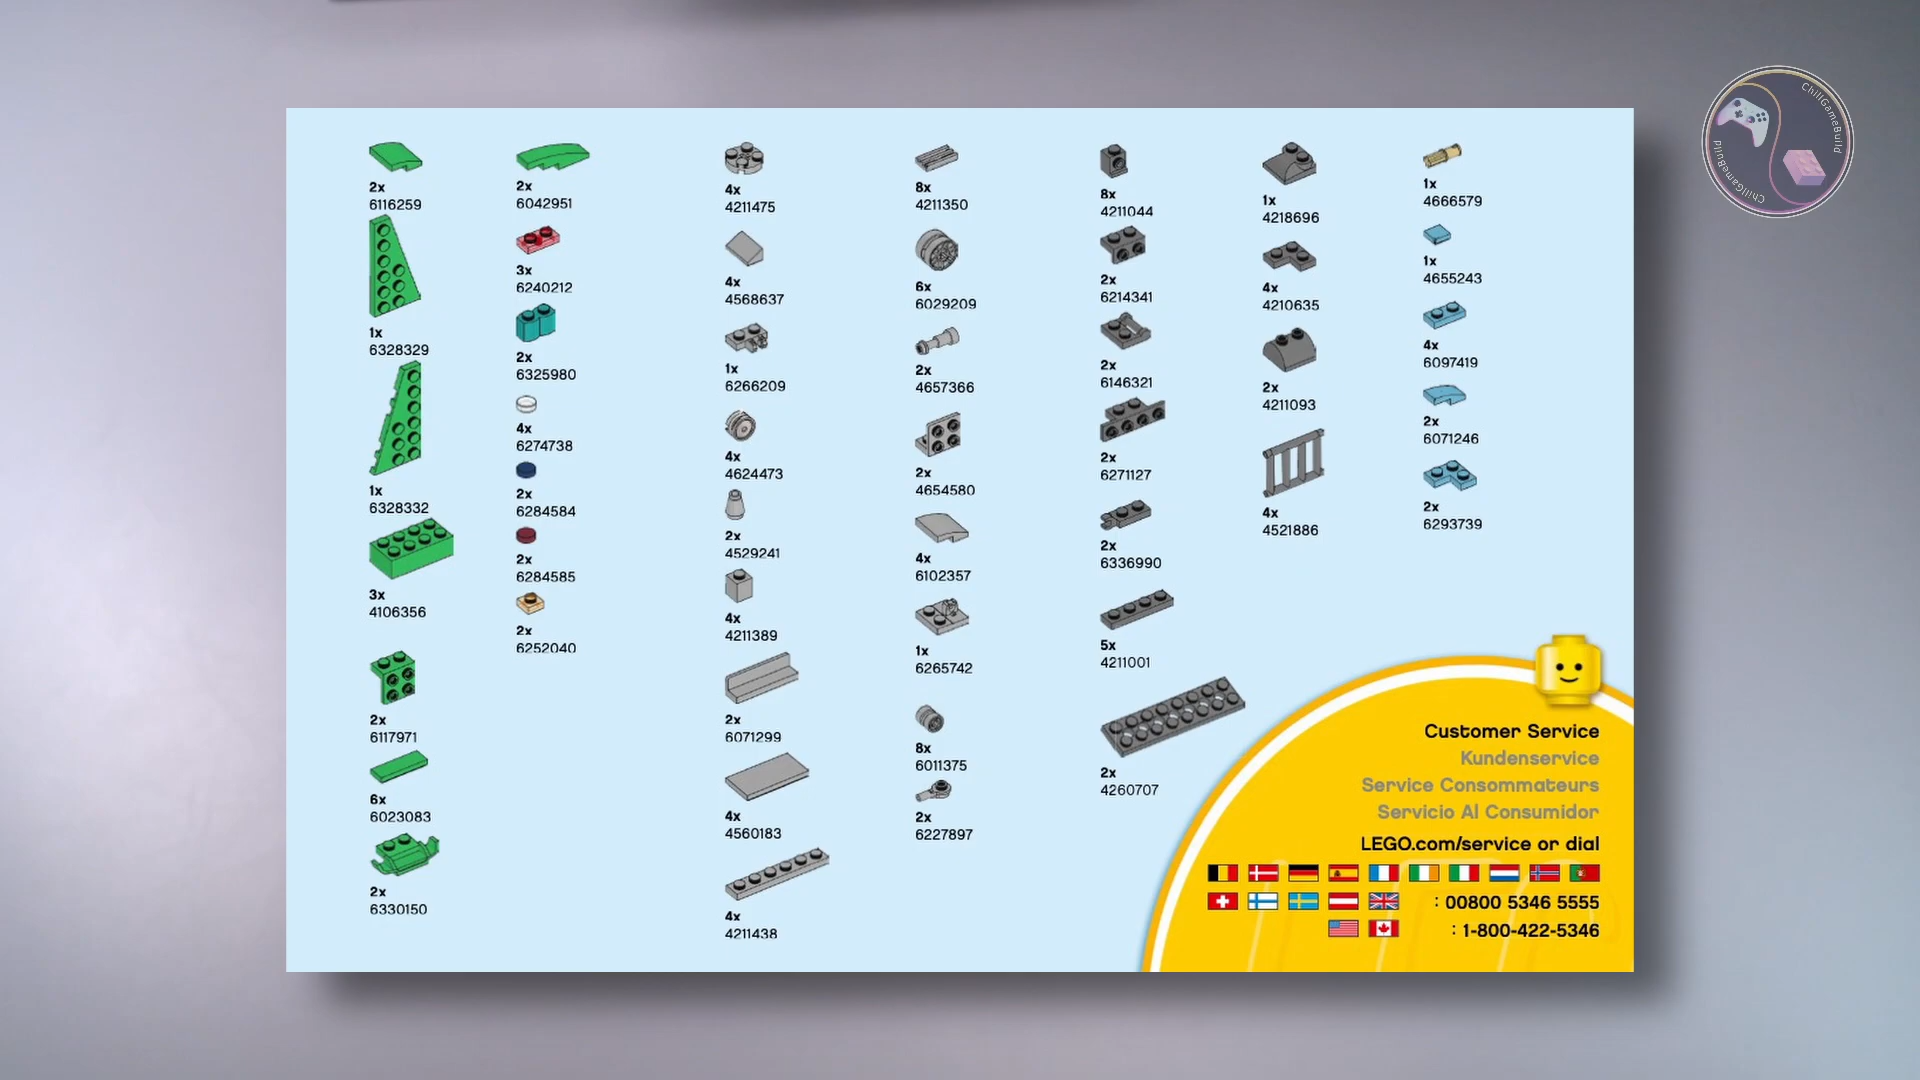 2x
6116259
1x
6328329
1x
6328332
3x
4106356
2x
6117971
6x
6023083
2x
6330150
2x
6042951
3x
6240212
2x
6325980
4x
6274738
2x
6284584
2x
6284585
2x
6252040
4x
4211475
4x
4568637
1x
6266209
4x
4624473
2x
4529241
4x
4211389
2x
6071299
4x
4560183
4x
4211438
8x
4211350
6x
6029209
2x
4657366
2x
4654580
4x
6102357
1x
6265742
8x
6011375
2x
6227897
8x
4211044
2x
6214341
2x
6146321
2x
6271127
2x
6336990
5x
4211001
2x
4260707
1x
4218696
4x
4210635
2x
4211093
4x
4521886
1x
4666579
1x
4655243
4x
6097419
2x
6071246
2x
6293739
Customer Service
Kundenservice
Service Consommateurs
Servicio Al Consumidor
LEGO.com/service or dial
: 00800 5346 5555
: 1-800-422-5346
ChillGameBuild
ChillGameBuild